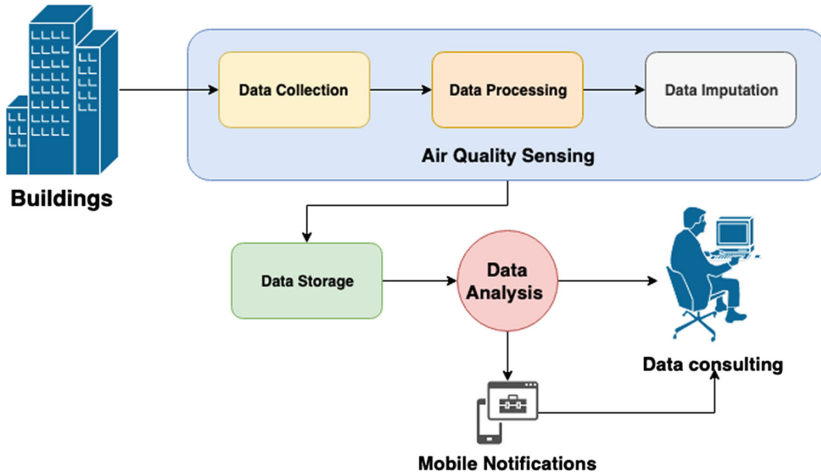 Buildings
Data Collection
Data Processing
Data Imputation
Air Quality Sensing
Data Storage
Data
Analysis
Data consulting
Mobile Notifications